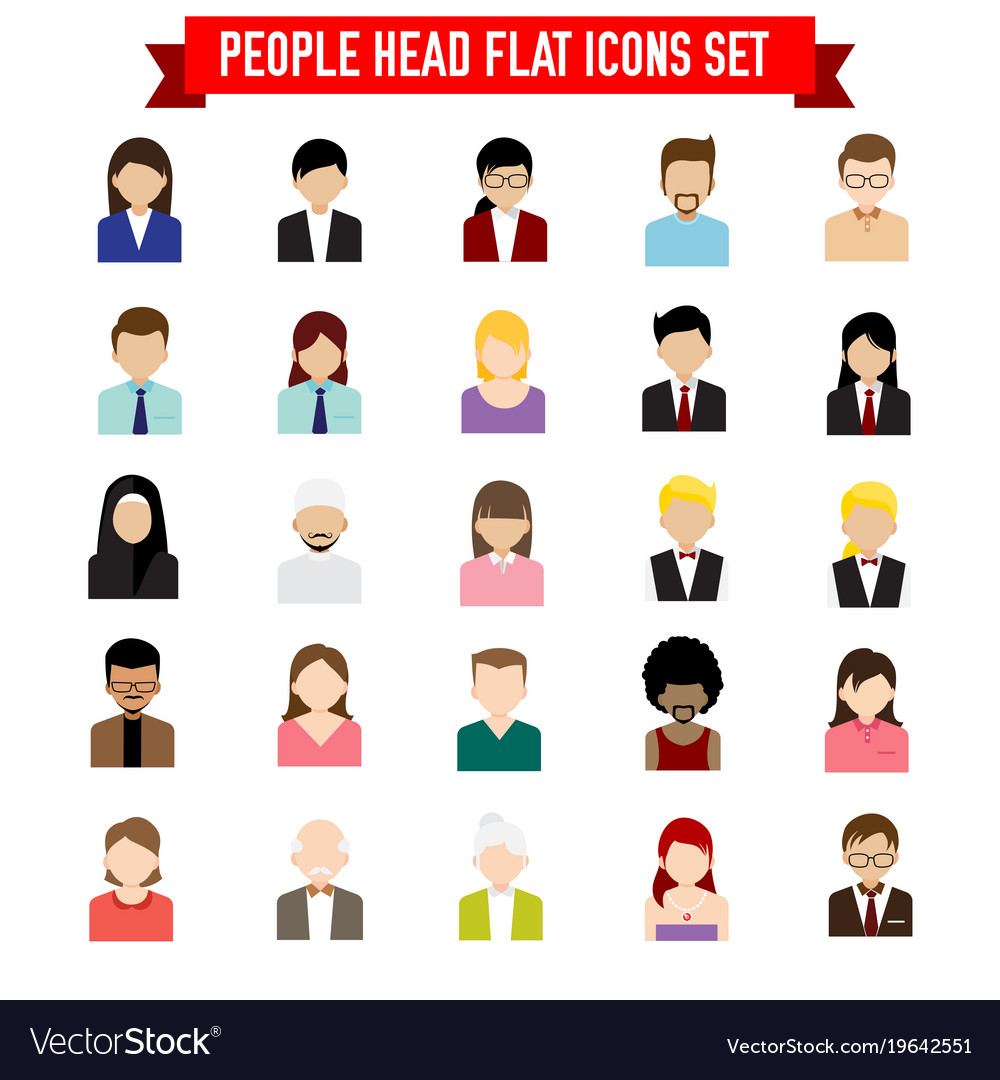 PEOPLE HEAD FLAT ICONS SET
VectorStock®
VectorStock.com/19642551